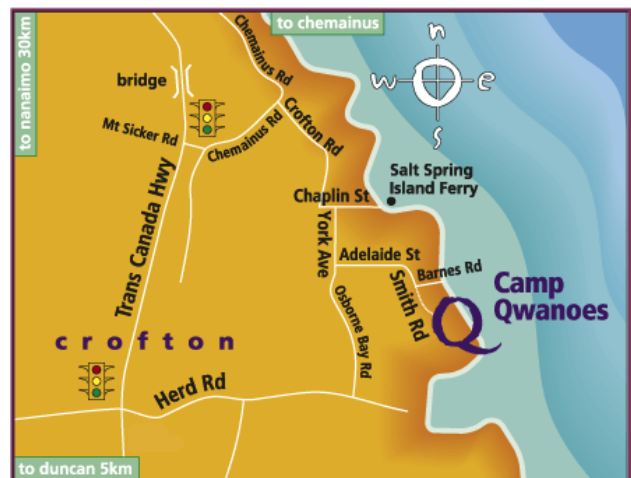 to nanaimo 30km
to chemainus
n
w e
s
Chemainus Rd
bridge
Mt Sicker Rd
Chemainus Rd
Crofton Rd
Salt Spring
Island Ferry
Chaplin St
Trans Canada Hwy
York Ave
Adelaide St
Barnes Rd
Smith Rd
Osborne Bay Rd
Q
Camp
Qwanoes
crofton
Herd Rd
to duncan 5km